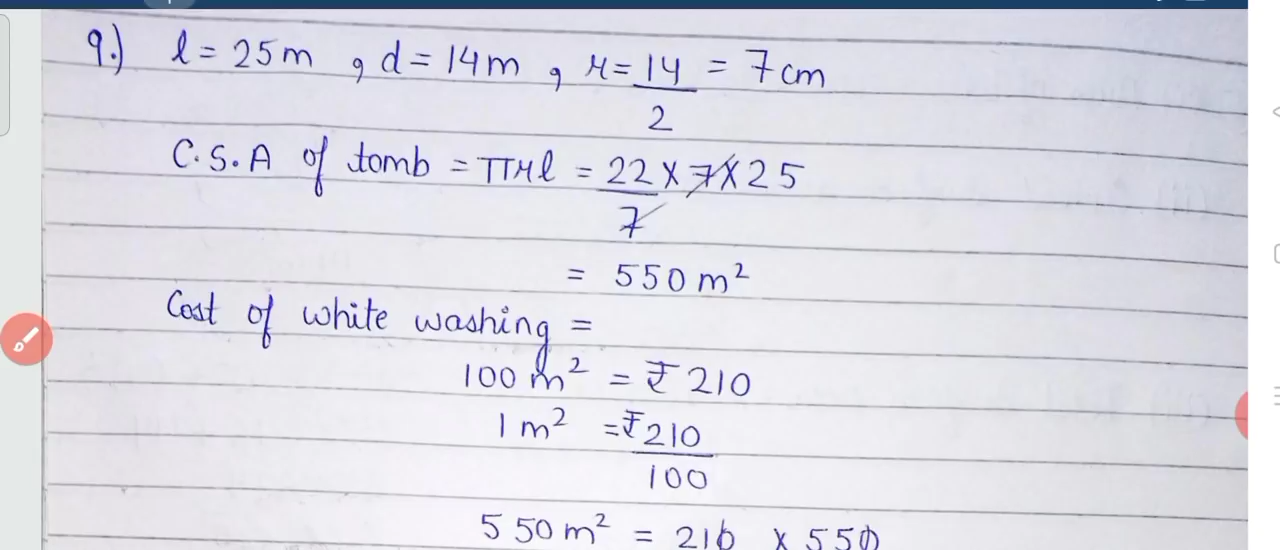 9.) l = 25m , d = 14m , r = 14/2 = 7cm
C.S.A of tomb = πrl = 22/7 × 7 × 25
= 550 m²
Cost of white washing =
100 m² = ₹ 210
1 m² = ₹ 210/100
550 m² = 210 × 550